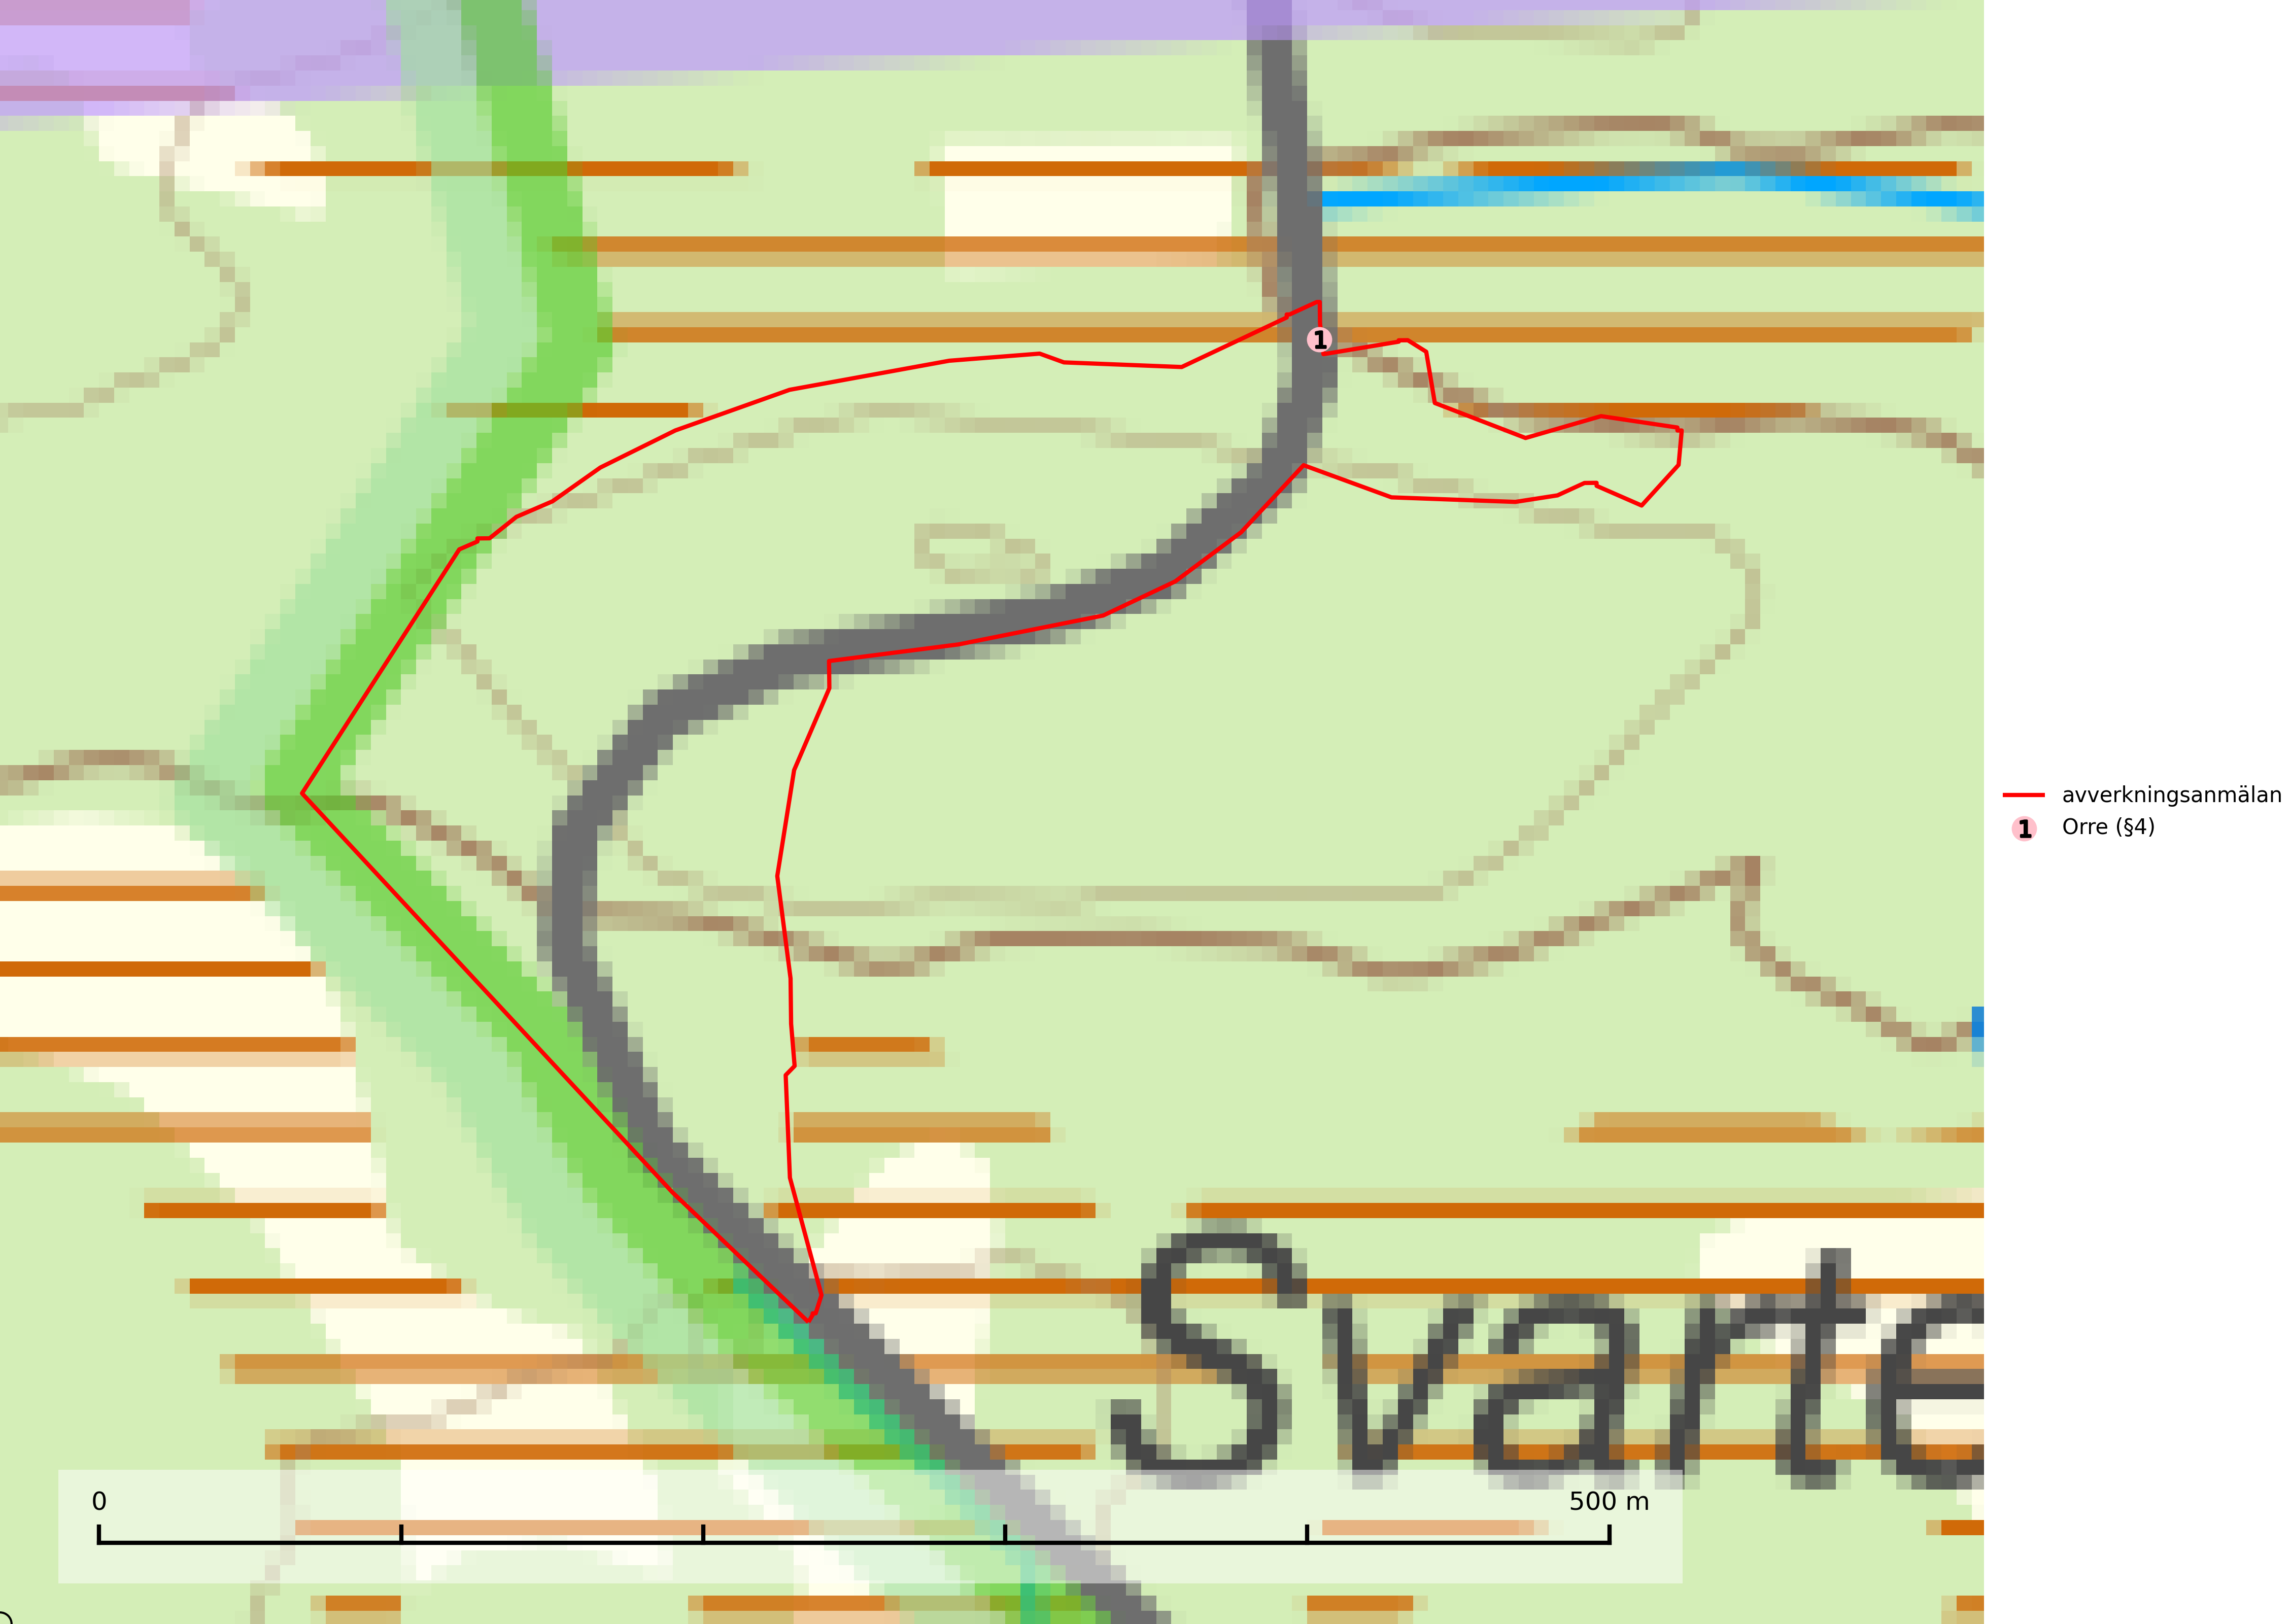 1
avverkningsanmälan
1 Orre (§4)
Svarte
0 500 m